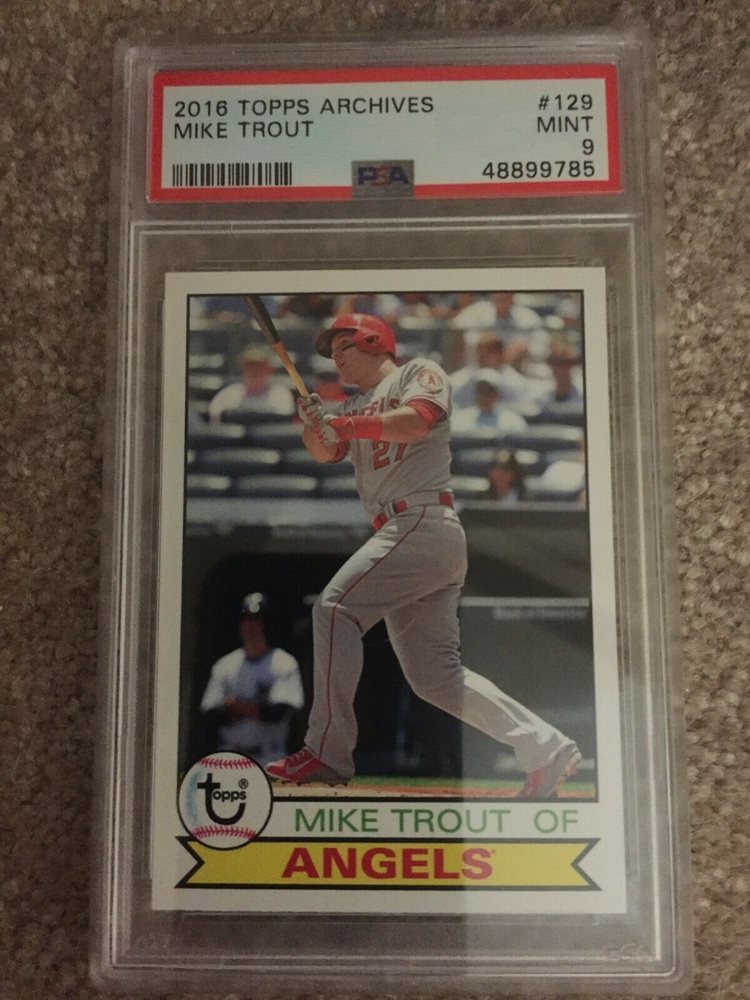 2016 TOPPS ARCHIVES #129
MIKE TROUT MINT
9
PSA 48899785
ANGELS
27
A
Topps®
MIKE TROUT OF
ANGELS